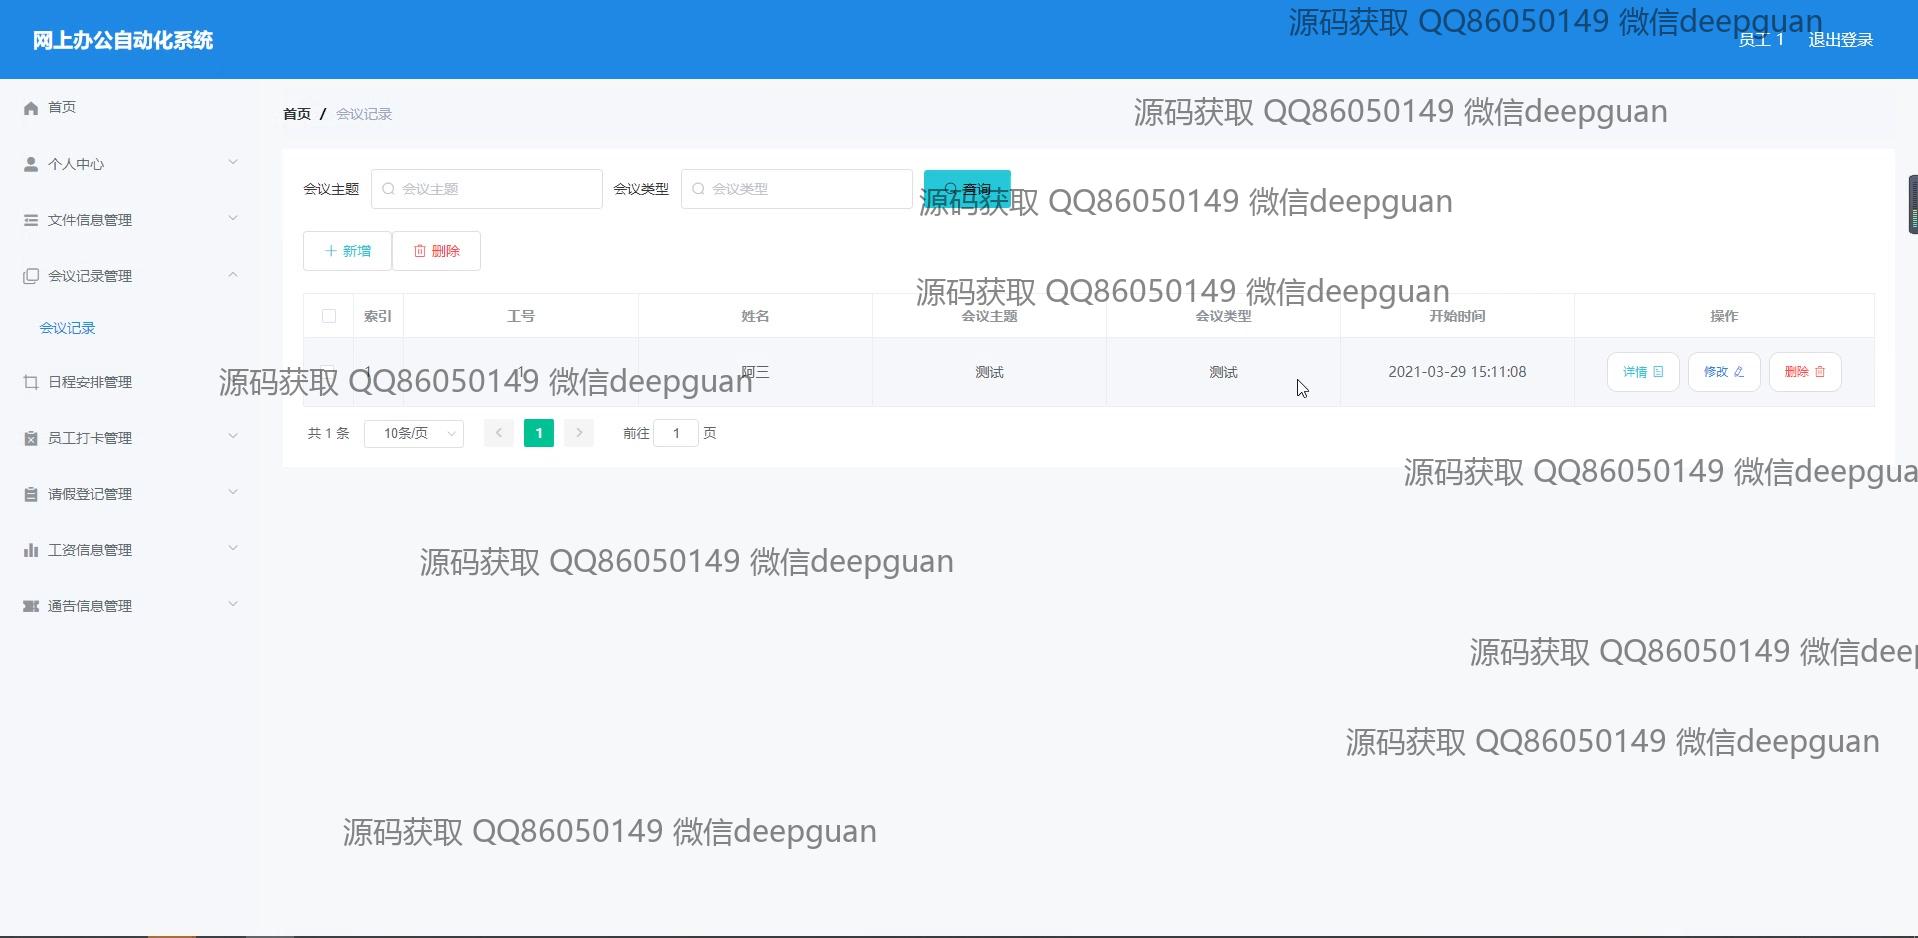 源码获取 QQ86050149 微信deepguan
网上办公自动化系统
员工 1 退出登录
首页
首页 / 会议记录
源码获取 QQ86050149 微信deepguan
个人中心
会议主题 会议主题 会议类型 会议类型 查询
源码获取 QQ86050149 微信deepguan
文件信息管理
新增 删除
会议记录管理
源码获取 QQ86050149 微信deepguan
索引 工号 姓名 会议主题 会议类型 开始时间 操作
会议记录
1 1 阿三 测试 测试 2021-03-29 15:11:08 详情 修改 删除
源码获取 QQ86050149 微信deepguan
日程安排管理
共 1 条 10条/页 1 前往 1 页
员工打卡管理
源码获取 QQ86050149 微信deepgua
请假登记管理
工资信息管理
源码获取 QQ86050149 微信deepguan
通告信息管理
源码获取 QQ86050149 微信deep
源码获取 QQ86050149 微信deepguan
源码获取 QQ86050149 微信deepguan